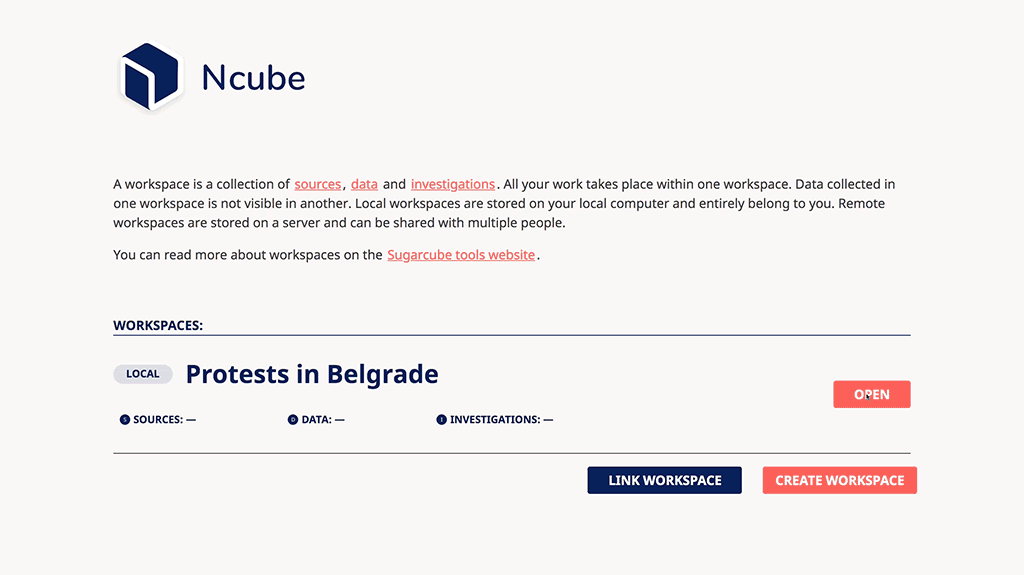 Ncube
A workspace is a collection of sources, data and investigations. All your work takes place within one workspace. Data collected in
one workspace is not visible in another. Local workspaces are stored on your local computer and entirely belong to you. Remote
workspaces are stored on a server and can be shared with multiple people.
You can read more about workspaces on the Sugarcube tools website.
WORKSPACES:
LOCAL Protests in Belgrade
OPEN
S SOURCES: — D DATA: — I INVESTIGATIONS: —
LINK WORKSPACE CREATE WORKSPACE